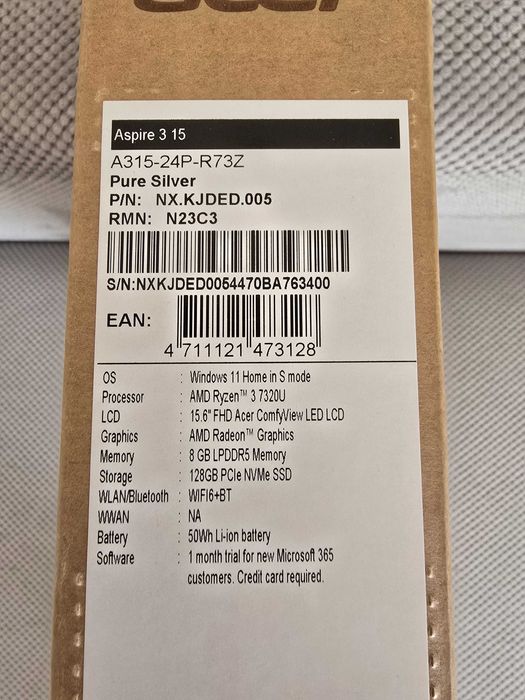 acer
Aspire 3 15
A315-24P-R73Z
Pure Silver
P/N: NX.KJDED.005
RMN: N23C3
S/N:NXKJDED0054470BA763400
EAN:
4 711121 473128
OS : Windows 11 Home in S mode
Processor : AMD Ryzen™ 3 7320U
LCD : 15.6" FHD Acer ComfyView LED LCD
Graphics : AMD Radeon™ Graphics
Memory : 8 GB LPDDR5 Memory
Storage : 128GB PCIe NVMe SSD
WLAN/Bluetooth : WIFI6+BT
WWAN : NA
Battery : 50Wh Li-ion battery
Software : 1 month trial for new Microsoft 365
customers. Credit card required.